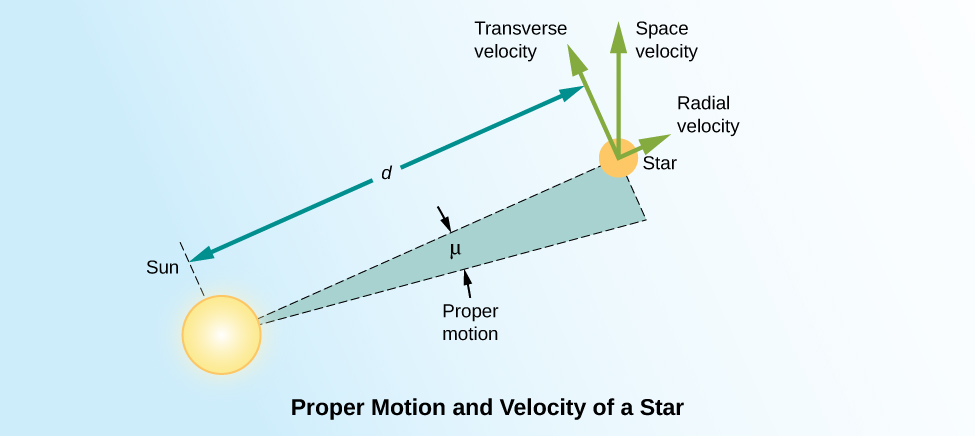 Transverse
velocity
Space
velocity
Radial
velocity
d
Star
μ
Sun
Proper
motion
Proper Motion and Velocity of a Star